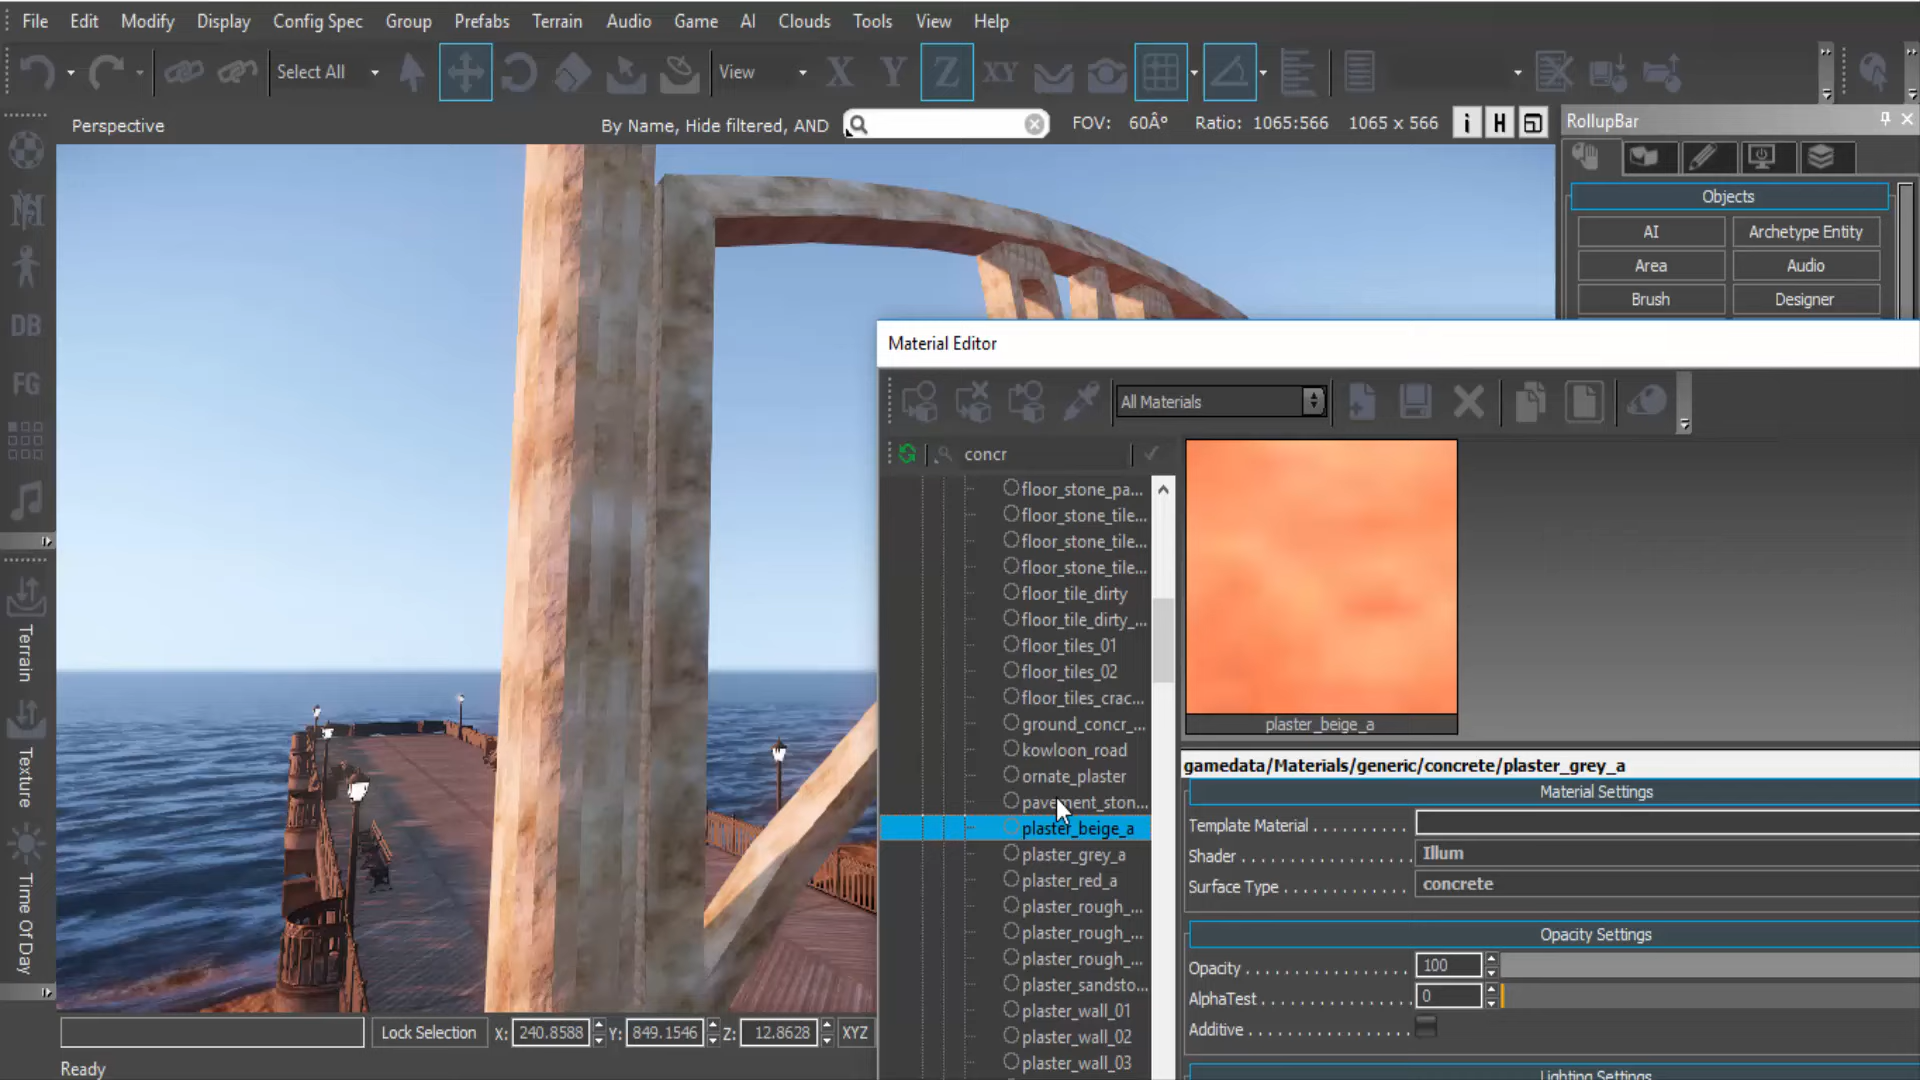 File Edit Modify Display Config Spec Group Prefabs Terrain Audio Game AI Clouds Tools View Help
Select All View X Y Z XY
Perspective By Name, Hide filtered, AND FOV: 60Âº Ratio: 1065:566 1065 x 566 i H
RollupBar
Objects
AI Archetype Entity
Area Audio
Brush Designer
DB
FG
Terrain
Texture
Time Of Day
Material Editor
All Materials
concr
floor_stone_pa...
floor_stone_tile...
floor_stone_tile...
floor_stone_tile...
floor_tile_dirty
floor_tile_dirty_...
floor_tiles_01
floor_tiles_02
floor_tiles_crac...
ground_concr_...
kowloon_road
ornate_plaster
pavement_ston...
plaster_beige_a
plaster_grey_a
plaster_red_a
plaster_rough_...
plaster_rough_...
plaster_rough_...
plaster_sandsto...
plaster_wall_01
plaster_wall_02
plaster_wall_03
plaster_beige_a
gamedata/Materials/generic/concrete/plaster_grey_a
Material Settings
Template Material
Shader Illum
Surface Type concrete
Opacity Settings
Opacity 100
AlphaTest 0
Additive
Lighting Settings
Lock Selection X: 240.8588 Y: 849.1546 Z: 12.8628 XYZ
Ready